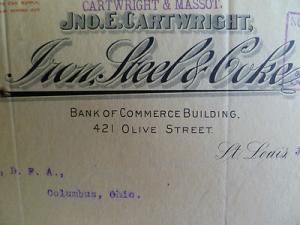 CARTWRIGHT & MASSOT.
JNO. E. CARTWRIGHT,
Iron, Steel & Coke
BANK OF COMMERCE BUILDING,
421 OLIVE STREET.
St. Louis
D. F. A.,
Columbus, Ohio.